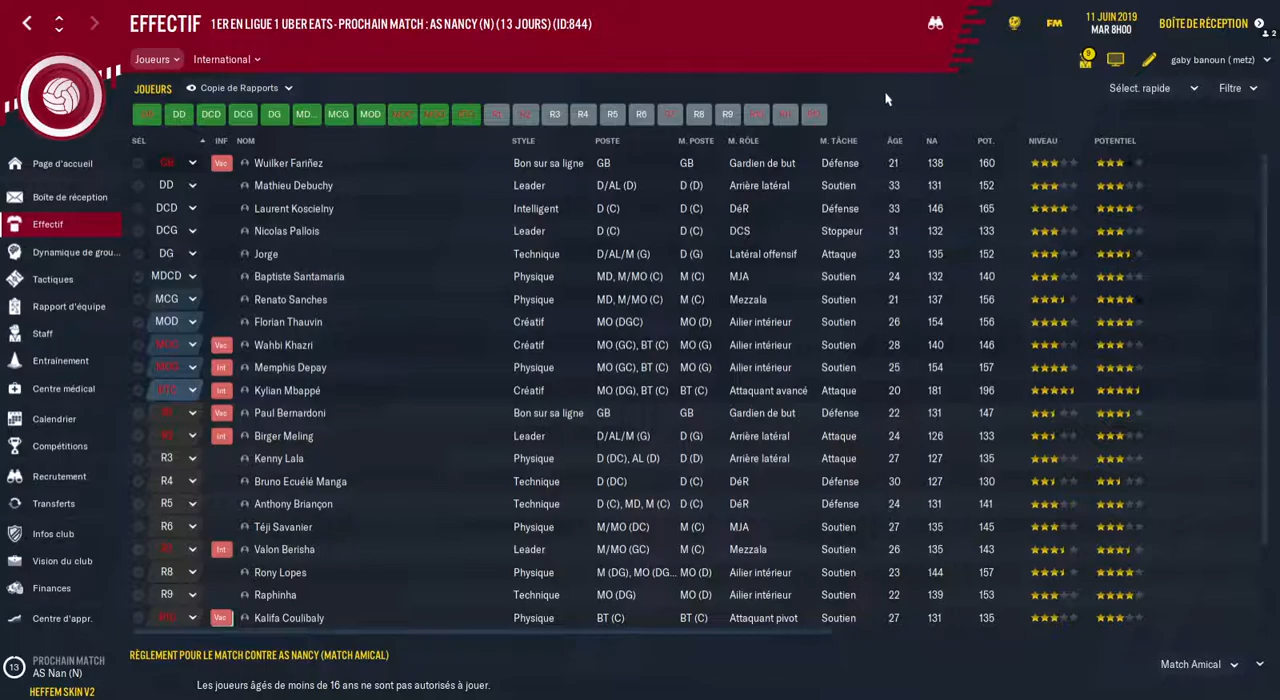 EFFECTIF 1ER EN LIGUE 1 UBER EATS - PROCHAIN MATCH : AS NANCY (N) (13 JOURS) (ID:844)
FM
11 JUIN 2019
MAR 8H00
BOÎTE DE RÉCEPTION
2
Joueurs International
9
gaby banoun ( metz)
JOUEURS Copie de Rapports
Sélect. rapide Filtre
DD DCD DCG DG MD... MCG MOD R3 R4 R5 R6 R8 R9
SÉL INF NOM STYLE POSTE M. POSTE M. RÔLE M. TÂCHE ÂGE NA POT. NIVEAU POTENTIEL
Page d'accueil
Boîte de réception
Effectif
Dynamique de grou...
Tactiques
Rapport d'équipe
Staff
Entraînement
Centre médical
Calendrier
Compétitions
Recrutement
Transferts
Infos club
Vision du club
Finances
Centre d'appr.
GB Vac Wuilker Fariñez Bon sur sa ligne GB GB Gardien de but Défense 21 138 160
DD Mathieu Debuchy Leader D/AL (D) D (D) Arrière latéral Soutien 33 131 152
DCD Laurent Koscielny Intelligent D (C) D (C) DéR Défense 33 146 165
DCG Nicolas Pallois Leader D (C) D (C) DCS Stoppeur 31 132 133
DG Jorge Technique D/AL/M (G) D (G) Latéral offensif Attaque 23 135 152
MDCD Baptiste Santamaria Physique MD, M/MO (C) M (C) MJA Soutien 24 132 140
MCG Renato Sanches Physique MD, M/MO (C) M (C) Mezzala Soutien 21 137 156
MOD Florian Thauvin Créatif MO (DGC) MO (D) Ailier intérieur Soutien 26 154 156
Vac Wahbi Khazri Créatif MO (GC), BT (C) MO (G) Ailier intérieur Soutien 28 140 146
Int Memphis Depay Physique MO (GC), BT (C) MO (G) Ailier intérieur Soutien 25 154 157
Int Kylian Mbappé Créatif MO (DG), BT (C) BT (C) Attaquant avancé Attaque 20 181 196
R1 Vac Paul Bernardoni Bon sur sa ligne GB GB Gardien de but Défense 22 131 147
R2 Int Birger Meling Leader D/AL/M (G) D (G) Arrière latéral Attaque 24 126 133
R3 Kenny Lala Physique D (DC), AL (D) D (D) Arrière latéral Attaque 27 127 135
R4 Bruno Ecuélé Manga Technique D (DC) D (C) DéR Défense 30 127 130
R5 Anthony Briançon Technique D (C), MD, M (C) D (C) DéR Défense 24 131 141
R6 Téji Savanier Physique M/MO (DC) M (C) MJA Soutien 27 135 145
R7 Int Valon Berisha Leader M/MO (GC) M (C) Mezzala Soutien 26 135 143
R8 Rony Lopes Physique M (DG), MO (DG... MO (D) Ailier intérieur Soutien 23 144 157
R9 Raphinha Technique MO (DG) MO (D) Ailier intérieur Soutien 22 139 153
R10 Vac Kalifa Coulibaly Physique BT (C) BT (C) Attaquant pivot Soutien 27 131 135
13 PROCHAIN MATCH
AS Nan (N)
HEFFEM SKIN V2
RÈGLEMENT POUR LE MATCH CONTRE AS NANCY (MATCH AMICAL)
Match Amical
Les joueurs âgés de moins de 16 ans ne sont pas autorisés à jouer.